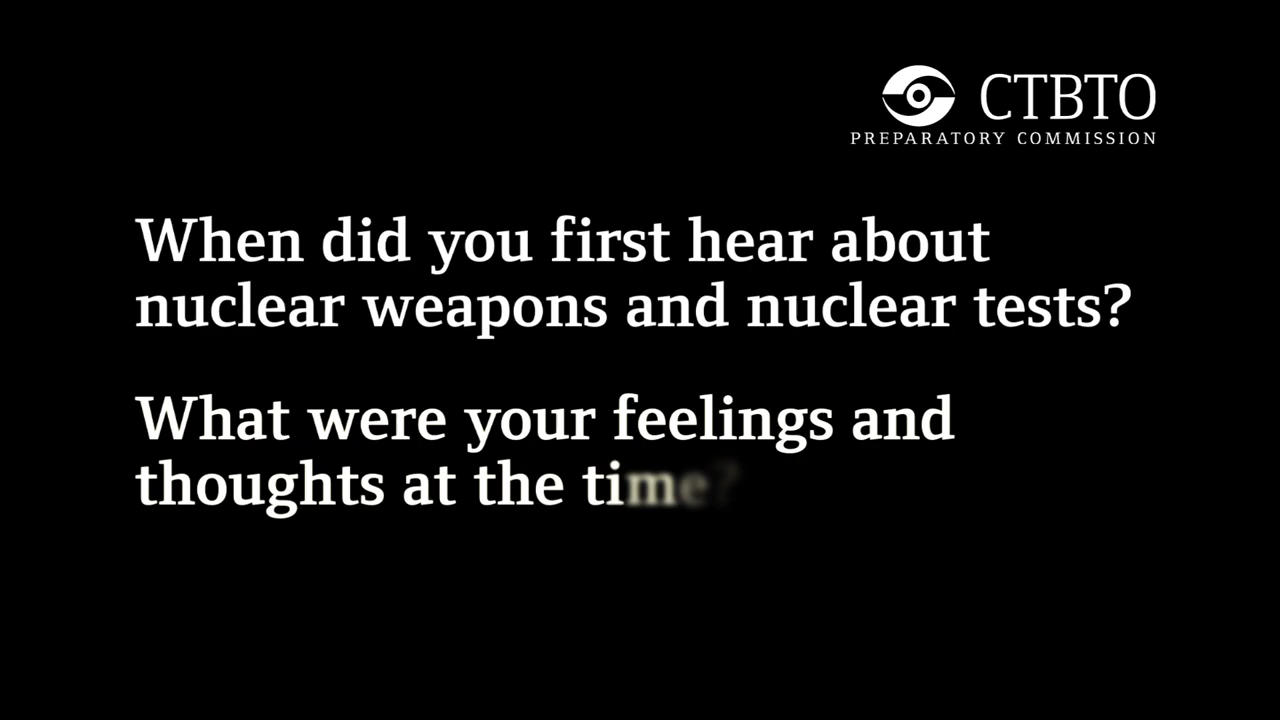 CTBTO
PREPARATORY COMMISSION
When did you first hear about
nuclear weapons and nuclear tests?
What were your feelings and
thoughts at the time?